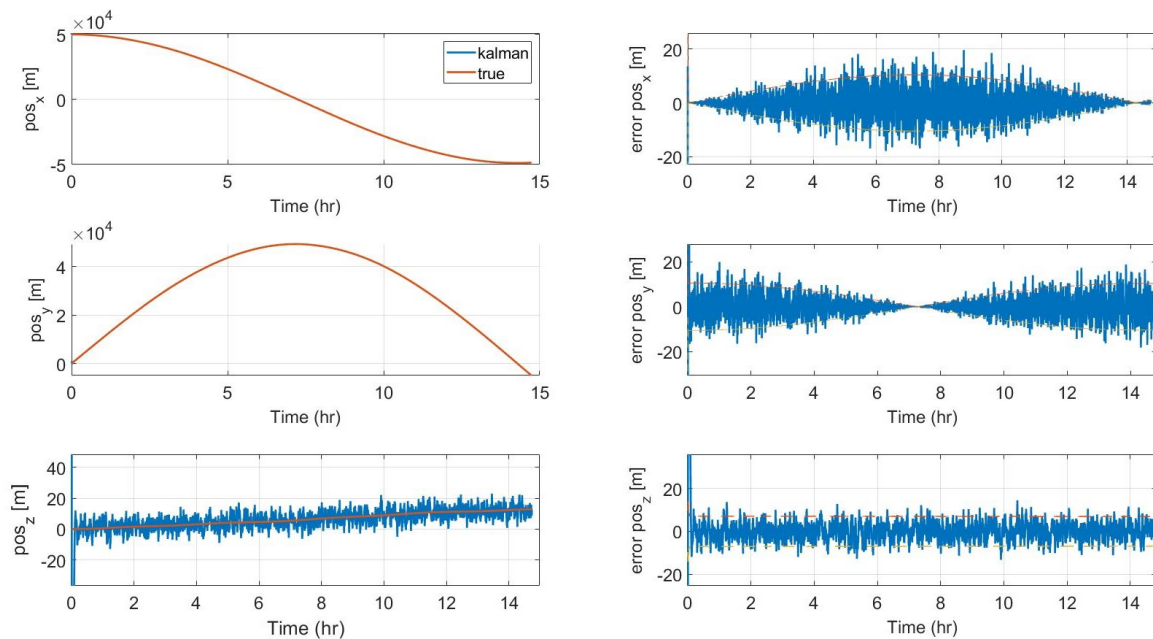 ×10⁴
5
0
-5
pos_x [m]
kalman
true
0 5 10 15
Time (hr)
20
0
-20
error pos_x [m]
0 2 4 6 8 10 12 14
Time (hr)
×10⁴
4
2
0
pos_y [m]
0 5 10 15
Time (hr)
20
0
-20
error pos_y [m]
0 2 4 6 8 10 12 14
Time (hr)
40
20
0
-20
pos_z [m]
0 2 4 6 8 10 12 14
Time (hr)
20
0
-20
error pos_z [m]
0 2 4 6 8 10 12 14
Time (hr)